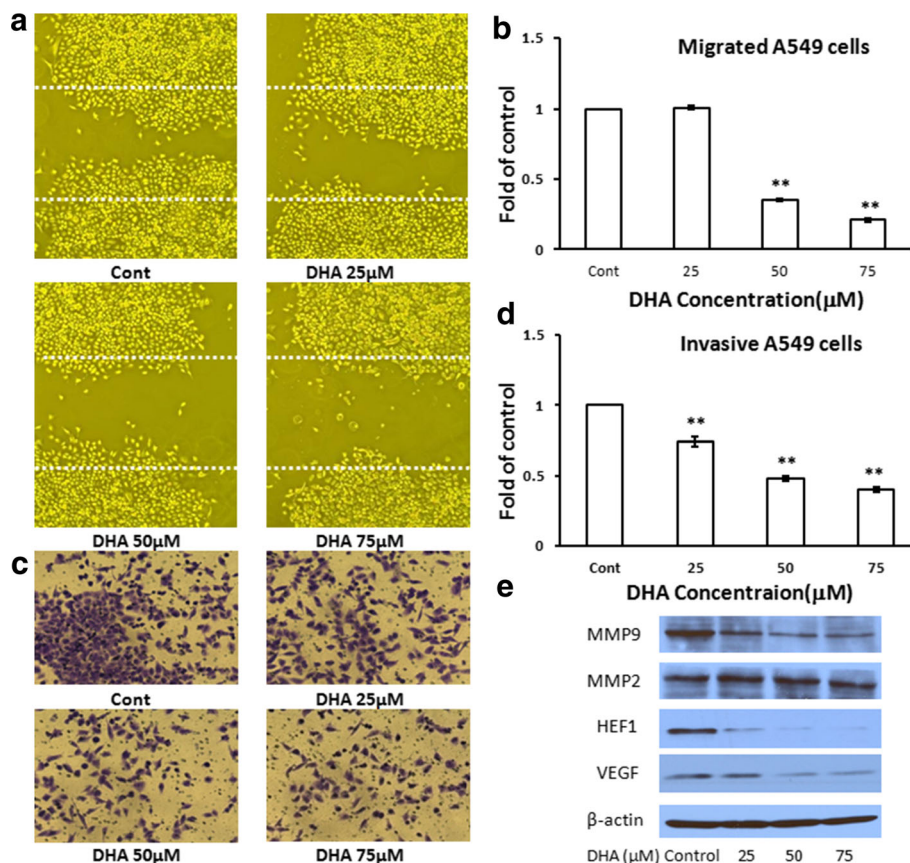 a
Cont
DHA 25μM
DHA 50μM
DHA 75μM
b
Migrated A549 cells
Fold of control
1.5
1
0.5
0
**
**
Cont 25 50 75
DHA Concentration(μM)
c
Cont
DHA 25μM
DHA 50μM
DHA 75μM
d
Invasive A549 cells
Fold of control
1.5
1
0.5
0
**
**
**
Cont 25 50 75
DHA Concentraion(μM)
e
MMP9
MMP2
HEF1
VEGF
β-actin
DHA (μM) Control 25 50 75